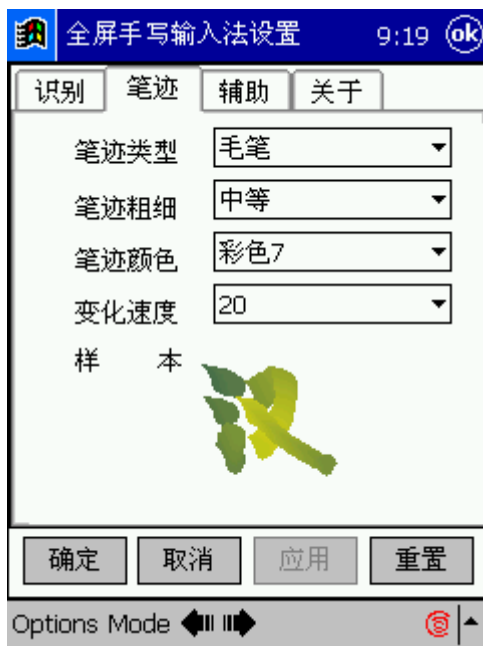 全屏手写输入法设置 9:19 ok
识别 笔迹 辅助 关于
笔迹类型 毛笔
笔迹粗细 中等
笔迹颜色 彩色7
变化速度 20
样 本 汉
确定 取消 应用 重置
Options Mode